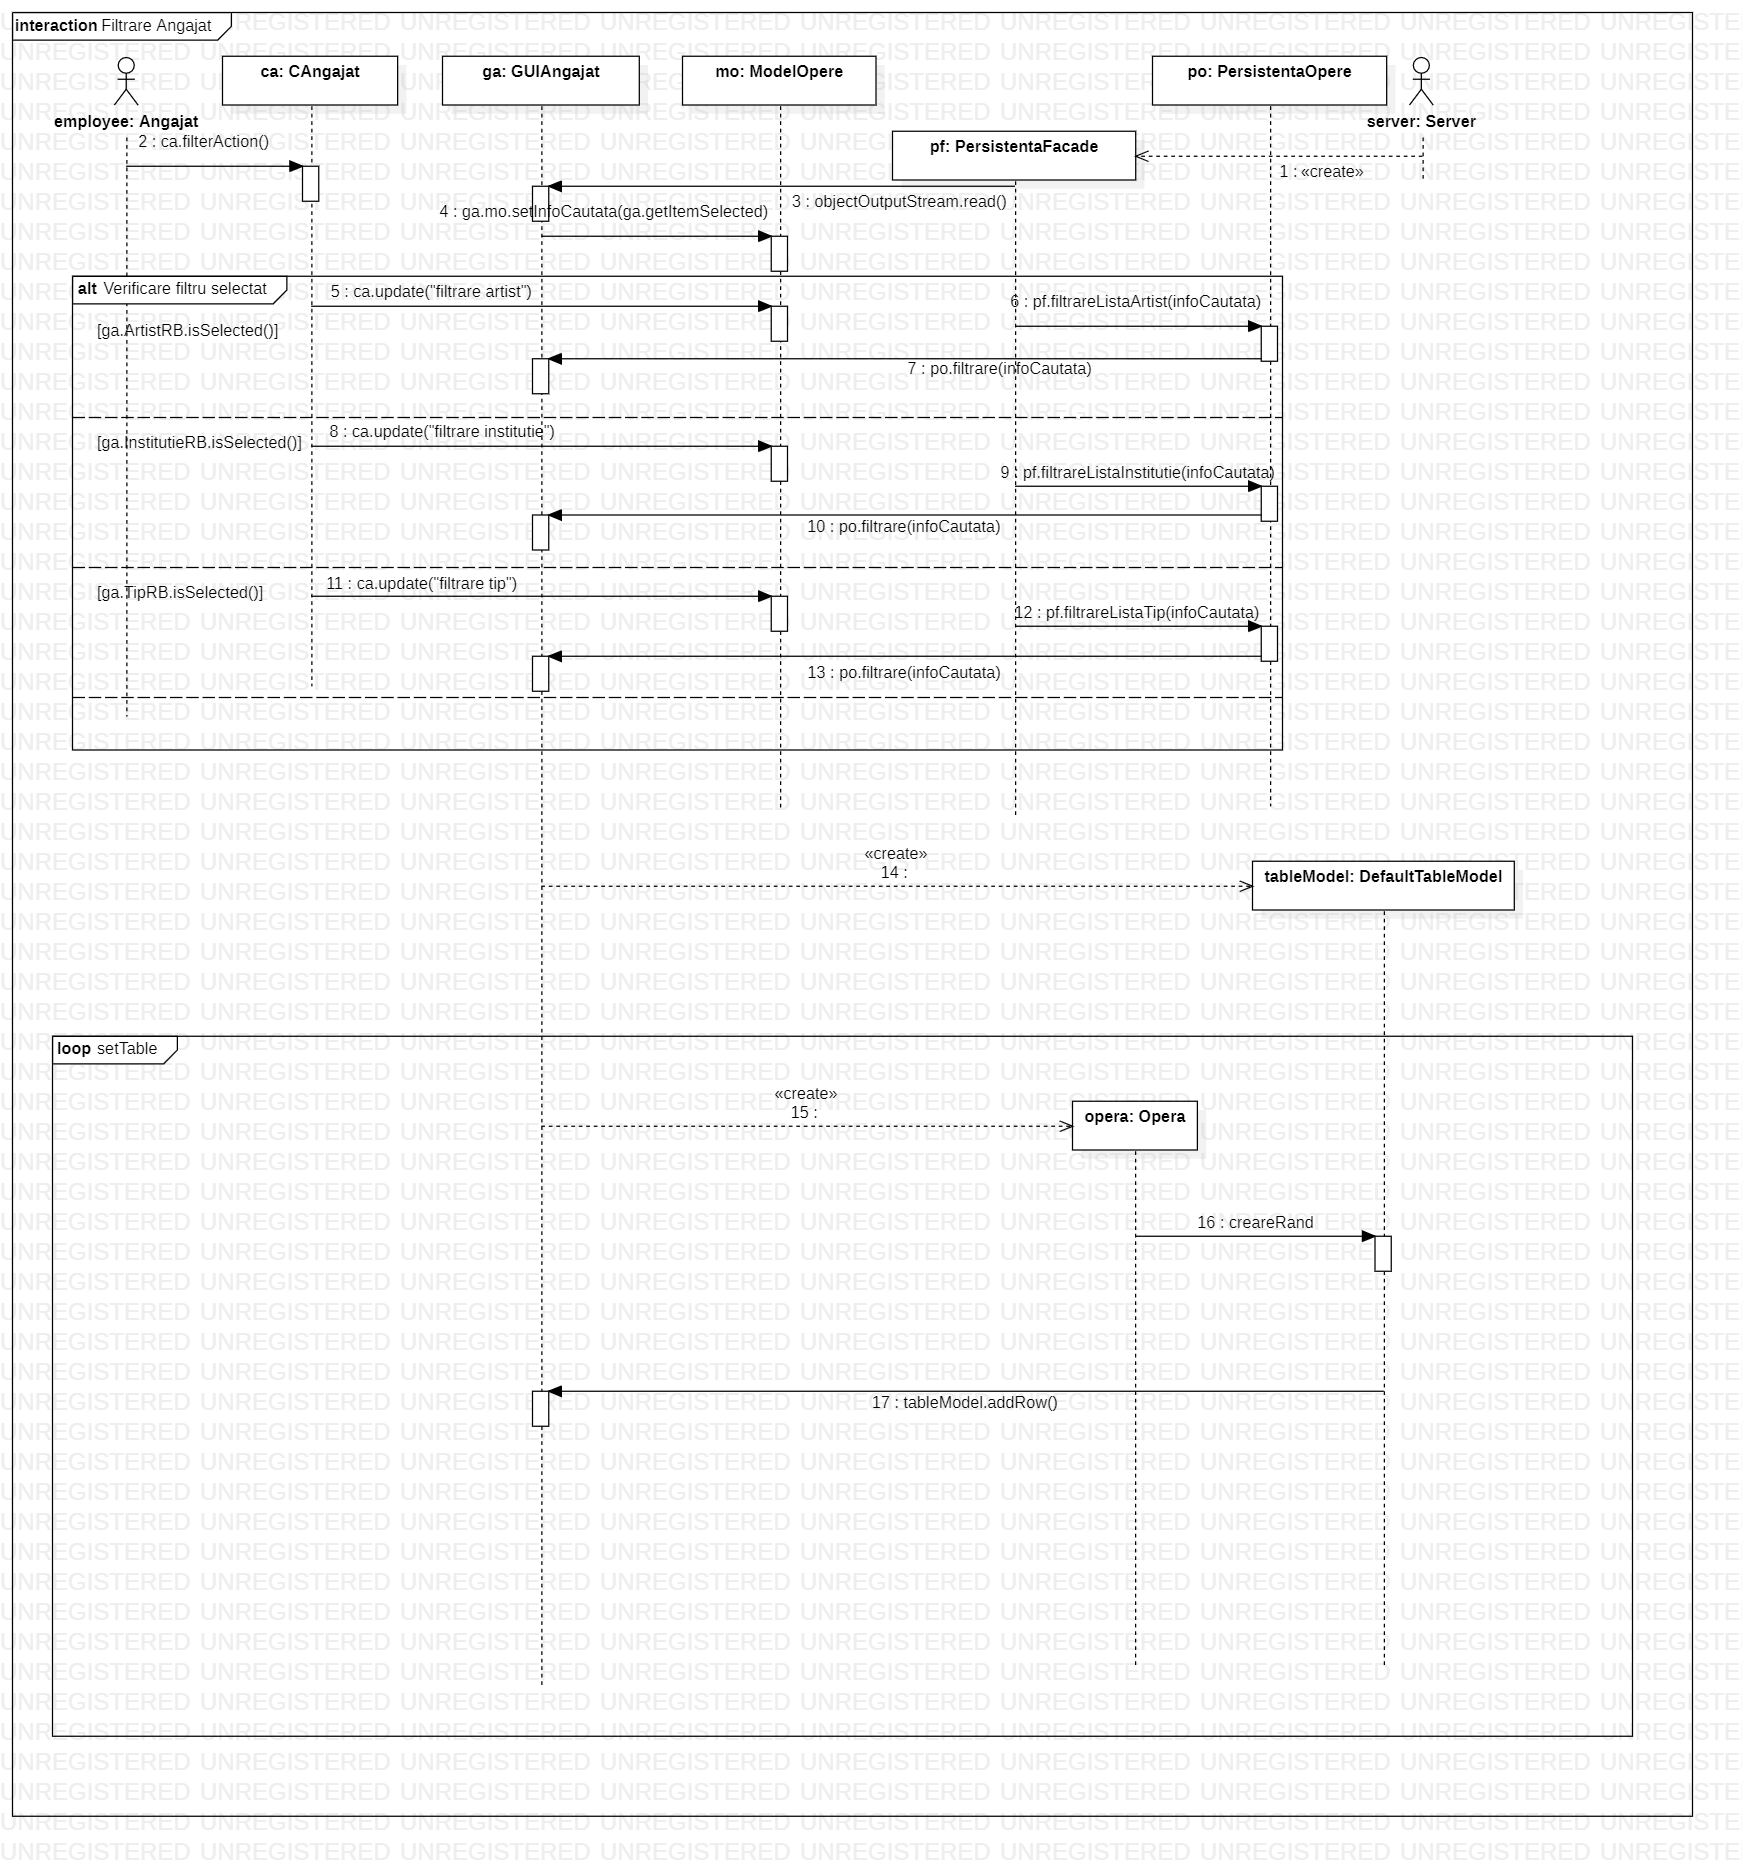 interaction Filtrare Angajat
ca: CAngajat
ga: GUIAngajat
mo: ModelOpere
po: PersistentaOpere
employee: Angajat
server: Server
2 : ca.filterAction()
pf: PersistentaFacade
1 : «create»
3 : objectOutputStream.read()
4 : ga.mo.setInfoCautata(ga.getItemSelected)
alt Verificare filtru selectat
5 : ca.update("filtrare artist")
6 : pf.filtrareListaArtist(infoCautata)
[ga.ArtistRB.isSelected()]
7 : po.filtrare(infoCautata)
8 : ca.update("filtrare institutie")
[ga.InstitutieRB.isSelected()]
9 : pf.filtrareListaInstitutie(infoCautata)
10 : po.filtrare(infoCautata)
11 : ca.update("filtrare tip")
[ga.TipRB.isSelected()]
12 : pf.filtrareListaTip(infoCautata)
13 : po.filtrare(infoCautata)
«create»
14 :
tableModel: DefaultTableModel
loop setTable
«create»
15 :
opera: Opera
16 : creareRand
17 : tableModel.addRow()
UNREGISTERED